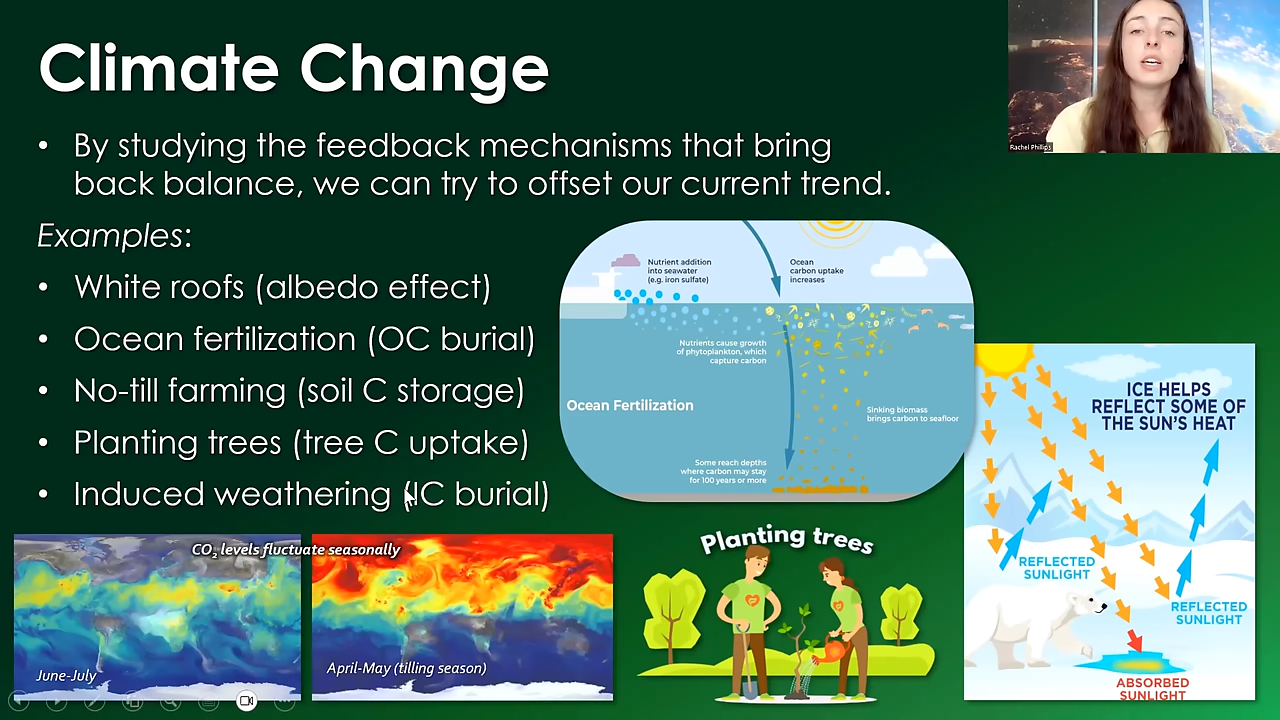 Climate Change
Rachel Phillips
• By studying the feedback mechanisms that bring
back balance, we can try to offset our current trend.
Examples:
• White roofs (albedo effect)
• Ocean fertilization (OC burial)
• No-till farming (soil C storage)
• Planting trees (tree C uptake)
• Induced weathering (IC burial)
Nutrient addition
into seawater
(e.g. iron sulfate)
Ocean
carbon uptake
increases
Nutrients cause growth
of phytoplankton, which
capture carbon
Ocean Fertilization
Sinking biomass
brings carbon to seafloor
Some reach depths
where carbon may stay
for 100 years or more
ICE HELPS
REFLECT SOME OF
THE SUN'S HEAT
REFLECTED
SUNLIGHT
REFLECTED
SUNLIGHT
ABSORBED
SUNLIGHT
CO₂ levels fluctuate seasonally
June-July
April-May (tilling season)
Planting trees